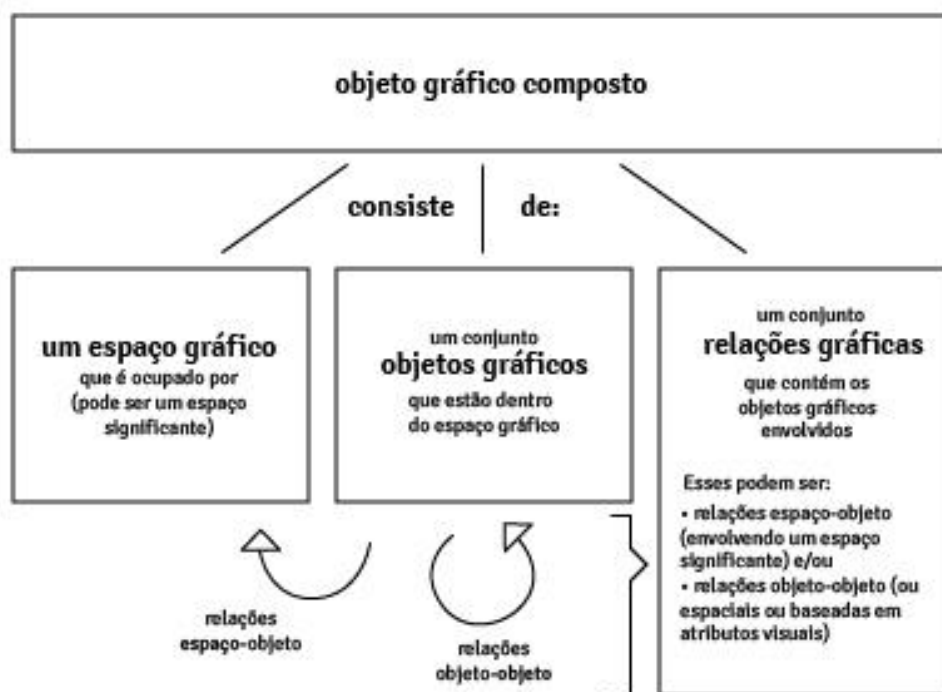 objeto gráfico composto
consiste de:
um espaço gráfico
que é ocupado por
(pode ser um espaço
significante)
um conjunto
objetos gráficos
que estão dentro
do espaço gráfico
um conjunto
relações gráficas
que contém os
objetos gráficos
envolvidos
Esses podem ser:
• relações espaço-objeto
(envolvendo um espaço
significante) e/ou
• relações objeto-objeto (ou
espaciais ou baseadas em
atributos visuais)
relações
espaço-objeto
relações
objeto-objeto